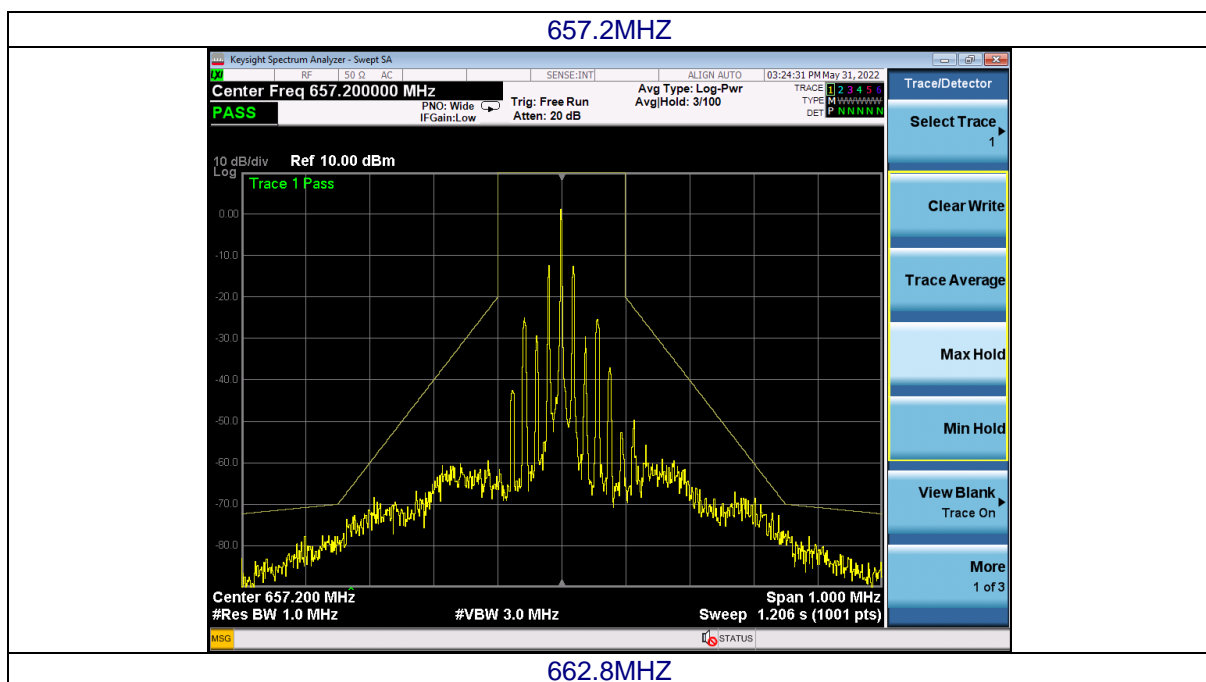 657.2MHZ
Keysight Spectrum Analyzer - Swept SA
LXI RF 50 Ω AC SENSE:INT ALIGN AUTO 03:24:31 PM May 31, 2022
Center Freq 657.200000 MHz
PNO: Wide
IFGain:Low
Trig: Free Run
Atten: 20 dB
Avg Type: Log-Pwr
Avg|Hold: 3/100
TRACE 1 2 3 4 5 6
TYPE M WWWWW
DET P N N N N N
PASS
10 dB/div Ref 10.00 dBm
Log
Trace 1 Pass
0.00
-10.0
-20.0
-30.0
-40.0
-50.0
-60.0
-70.0
-80.0
Center 657.200 MHz Span 1.000 MHz
#Res BW 1.0 MHz #VBW 3.0 MHz Sweep 1.206 s (1001 pts)
MSG STATUS
Trace/Detector
Select Trace
1
Clear Write
Trace Average
Max Hold
Min Hold
View Blank
Trace On
More
1 of 3
662.8MHZ